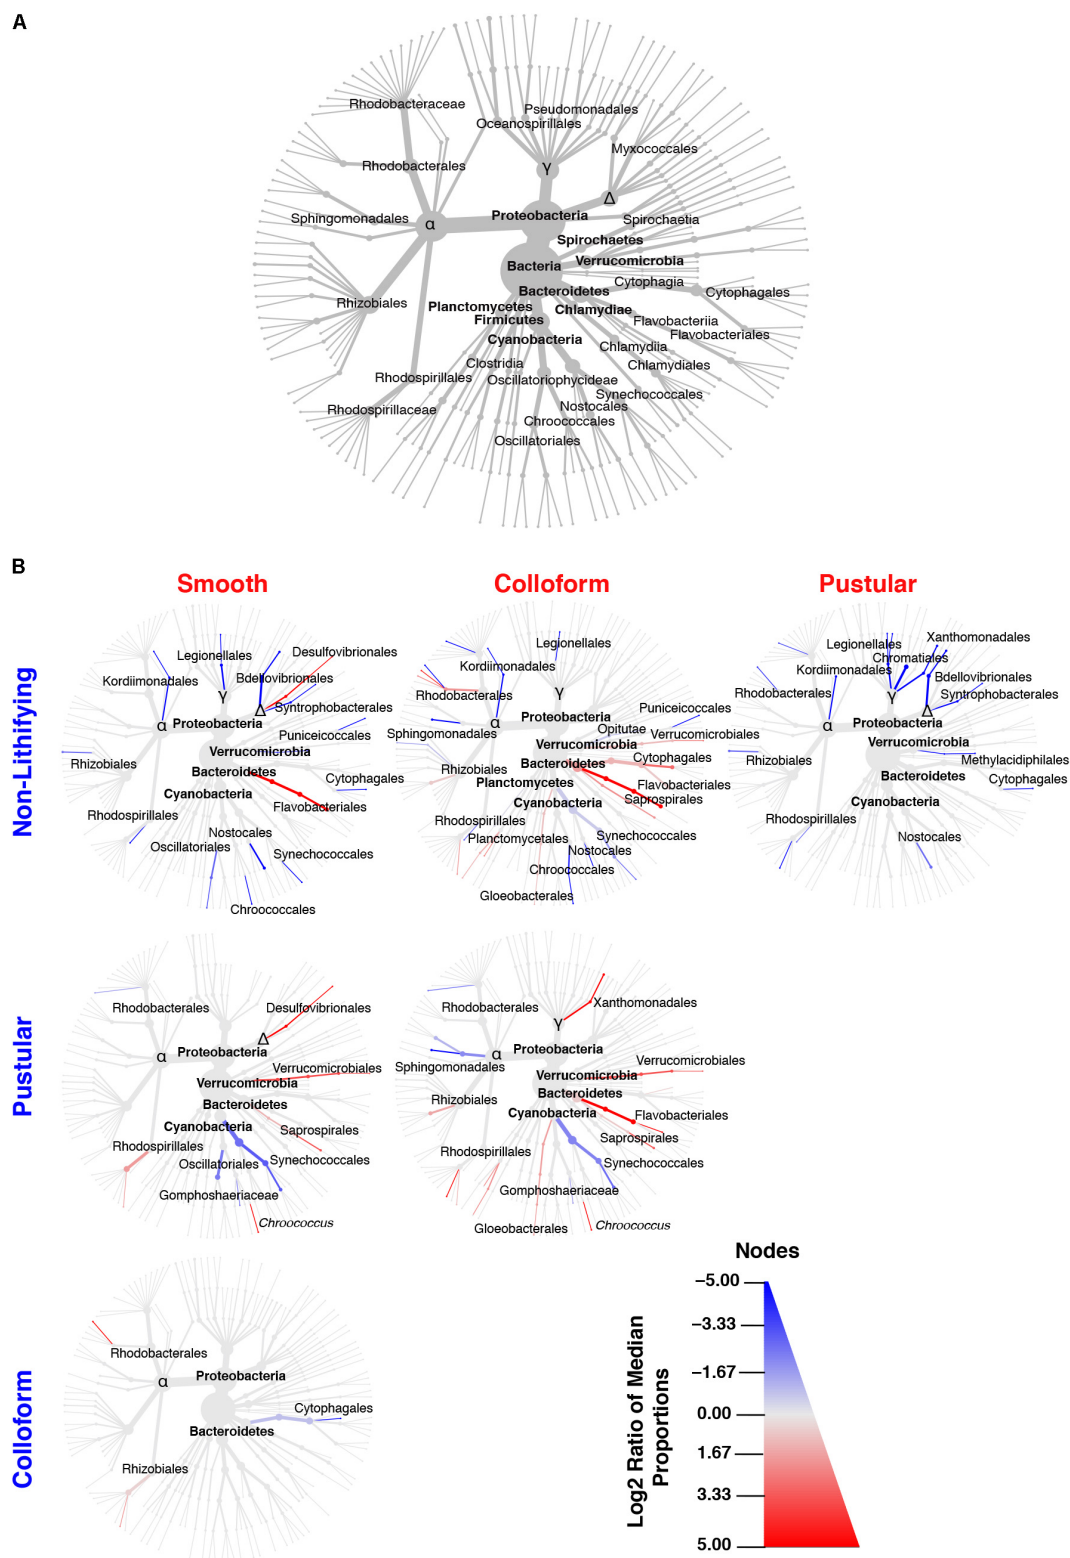 A
Rhodobacteraceae
Pseudomonadales
Oceanospirillales
Myxococcales
Rhodobacterales
γ
Δ
Sphingomonadales
α
Proteobacteria
Spirochaetia
Spirochaetes
Bacteria
Verrucomicrobia
Cytophagia
Bacteroidetes
Cytophagales
Rhizobiales
Planctomycetes
Chlamydiae
Firmicutes
Flavobacteriia
Flavobacteriales
Cyanobacteria
Chlamydiia
Clostridia
Chlamydiales
Rhodospirillales
Oscillatoriophycideae
Synechococcales
Rhodospirillaceae
Nostocales
Chroococcales
Oscillatoriales
B
Smooth
Colloform
Pustular
Non-Lithifying
Legionellales
Desulfovibrionales
Kordiimonadales
Bdellovibrionales
γ
Δ
Syntrophobacterales
α
Proteobacteria
Puniceicoccales
Verrucomicrobia
Rhizobiales
Bacteroidetes
Cytophagales
Cyanobacteria
Flavobacteriales
Rhodospirillales
Nostocales
Oscillatoriales
Synechococcales
Chroococcales
Legionellales
Kordiimonadales
Rhodobacterales
γ
Puniceicoccales
α
Proteobacteria
Opitutae
Sphingomonadales
Verrucomicrobiales
Verrucomicrobia
Cytophagales
Bacteroidetes
Rhizobiales
Planctomycetes
Flavobacteriales
Saprospirales
Cyanobacteria
Rhodospirillales
Planctomycetales
Synechococcales
Nostocales
Chroococcales
Gloeobacterales
Xanthomonadales
Legionellales
Chromatiales
Kordiimonadales
Bdellovibrionales
Rhodobacterales
Syntrophobacterales
γ
Δ
α
Proteobacteria
Verrucomicrobia
Rhizobiales
Methylacidiphilales
Bacteroidetes
Cytophagales
Cyanobacteria
Rhodospirillales
Nostocales
Pustular
Rhodobacterales
Desulfovibrionales
Δ
α
Proteobacteria
Verrucomicrobiales
Verrucomicrobia
Bacteroidetes
Cyanobacteria
Saprospirales
Rhodospirillales
Oscillatoriales
Synechococcales
Gomphoshaeriaceae
Chroococcus
Rhodobacterales
Xanthomonadales
γ
α
Proteobacteria
Sphingomonadales
Verrucomicrobiales
Verrucomicrobia
Bacteroidetes
Rhizobiales
Cyanobacteria
Flavobacteriales
Saprospirales
Rhodospirillales
Synechococcales
Gomphoshaeriaceae
Gloeobacterales
Chroococcus
Colloform
Rhodobacterales
α
Proteobacteria
Cytophagales
Bacteroidetes
Rhizobiales
Nodes
Log2 Ratio of Median
Proportions
−5.00
−3.33
−1.67
0.00
1.67
3.33
5.00